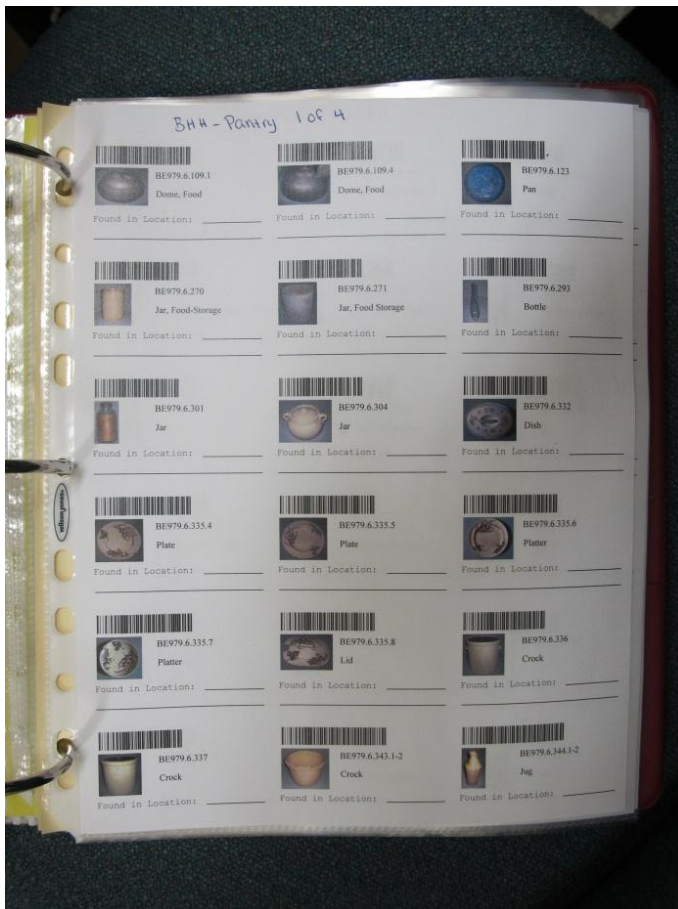 BHH - Pantry 1 of 4
BE979.6.109.1
Dome, Food
Found in Location:
BE979.6.109.4
Dome, Food
Found in Location:
BE979.6.123
Pan
Found in Location:
BE979.6.270
Jar, Food-Storage
Found in Location:
BE979.6.271
Jar, Food Storage
Found in Location:
BE979.6.293
Bottle
Found in Location:
BE979.6.301
Jar
Found in Location:
BE979.6.304
Jar
Found in Location:
BE979.6.332
Dish
Found in Location:
BE979.6.335.4
Plate
Found in Location:
BE979.6.335.5
Plate
Found in Location:
BE979.6.335.6
Platter
Found in Location:
BE979.6.335.7
Platter
Found in Location:
BE979.6.335.8
Lid
Found in Location:
BE979.6.336
Crock
Found in Location:
BE979.6.337
Crock
Found in Location:
BE979.6.343.1-2
Crock
Found in Location:
BE979.6.344.1-2
Jug
Found in Location: